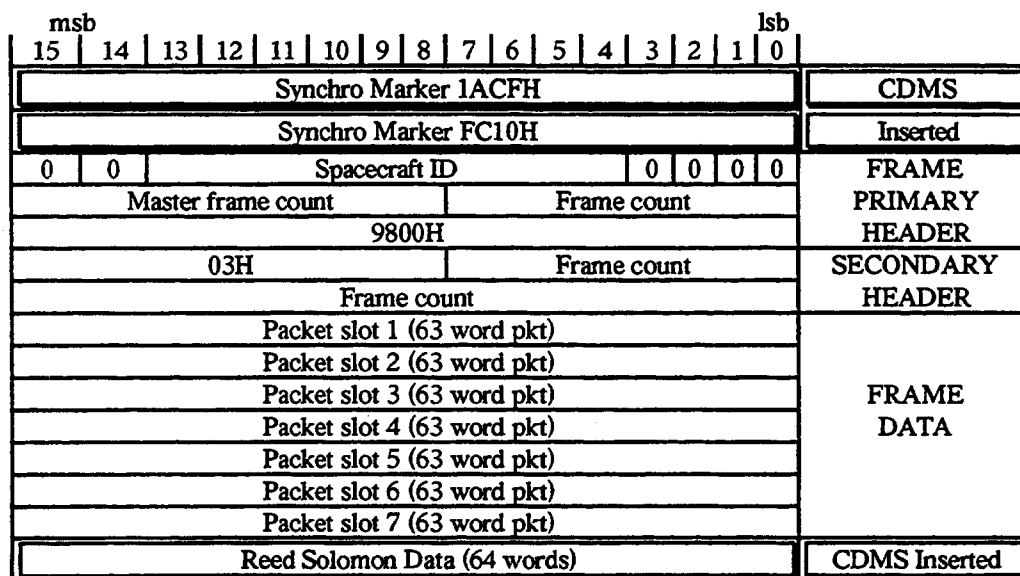 msb lsb
15 14 13 12 11 10 9 8 7 6 5 4 3 2 1 0
Synchro Marker 1ACFH CDMS
Synchro Marker FC10H Inserted
0 0 Spacecraft ID 0 0 0 0 FRAME
Master frame count Frame count PRIMARY
9800H HEADER
03H Frame count SECONDARY
Frame count HEADER
Packet slot 1 (63 word pkt)
Packet slot 2 (63 word pkt)
Packet slot 3 (63 word pkt) FRAME
Packet slot 4 (63 word pkt) DATA
Packet slot 5 (63 word pkt)
Packet slot 6 (63 word pkt)
Packet slot 7 (63 word pkt)
Reed Solomon Data (64 words) CDMS Inserted